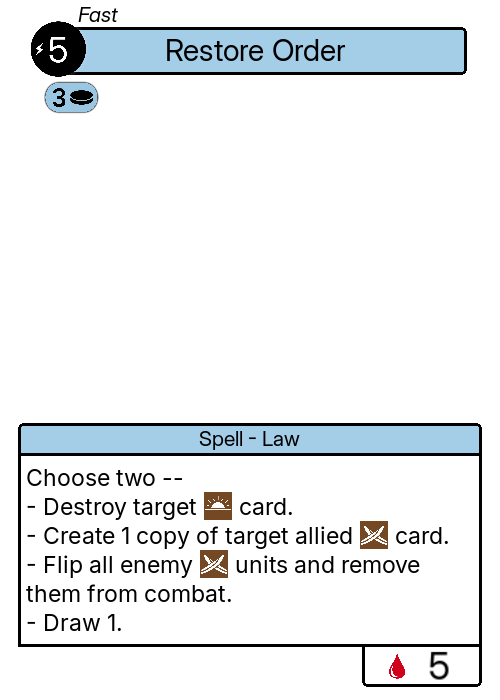 Fast
5 Restore Order
3
Spell - Law
Choose two --
- Destroy target card.
- Create 1 copy of target allied card.
- Flip all enemy units and remove
them from combat.
- Draw 1.
5